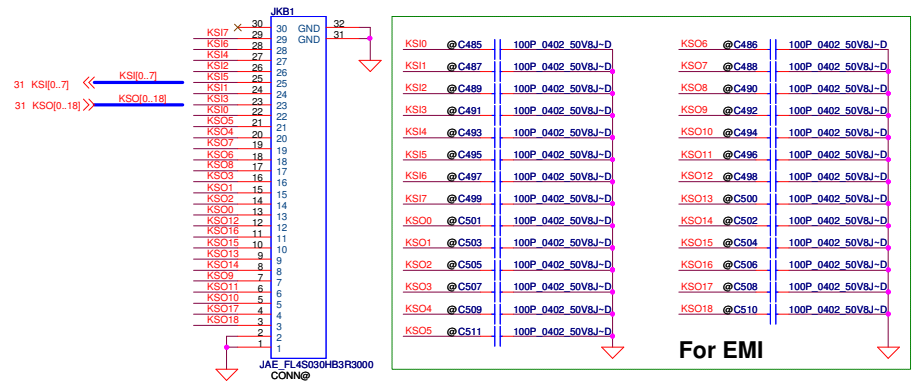 JKB1
30 30 GND 32
KSI7 29 29 GND 31
KSI6 28 28
KSI4 27 27
KSI2 26 26
KSI5 25 25
KSI1 24 24
KSI3 23 23
KSI0 22 22
KSO5 21 21
KSO4 20 20
KSO7 19 19
KSO6 18 18
KSO8 17 17
KSO3 16 16
KSO1 15 15
KSO2 14 14
KSO0 13 13
KSO12 12 12
KSO16 11 11
KSO15 10 10
KSO13 9 9
KSO14 8 8
KSO9 7 7
KSO11 6 6
KSO10 5 5
KSO17 4 4
KSO18 3 3
2 2
1 1
JAE_FL4S030HB3R3000
CONN@
31 KSI[0..7] KSI[0..7]
31 KSO[0..18] KSO[0..18]
KSI0 @C485 100P_0402_50V8J~D
KSI1 @C487 100P_0402_50V8J~D
KSI2 @C489 100P_0402_50V8J~D
KSI3 @C491 100P_0402_50V8J~D
KSI4 @C493 100P_0402_50V8J~D
KSI5 @C495 100P_0402_50V8J~D
KSI6 @C497 100P_0402_50V8J~D
KSI7 @C499 100P_0402_50V8J~D
KSO0 @C501 100P_0402_50V8J~D
KSO1 @C503 100P_0402_50V8J~D
KSO2 @C505 100P_0402_50V8J~D
KSO3 @C507 100P_0402_50V8J~D
KSO4 @C509 100P_0402_50V8J~D
KSO5 @C511 100P_0402_50V8J~D
KSO6 @C486 100P_0402_50V8J~D
KSO7 @C488 100P_0402_50V8J~D
KSO8 @C490 100P_0402_50V8J~D
KSO9 @C492 100P_0402_50V8J~D
KSO10 @C494 100P_0402_50V8J~D
KSO11 @C496 100P_0402_50V8J~D
KSO12 @C498 100P_0402_50V8J~D
KSO13 @C500 100P_0402_50V8J~D
KSO14 @C502 100P_0402_50V8J~D
KSO15 @C504 100P_0402_50V8J~D
KSO16 @C506 100P_0402_50V8J~D
KSO17 @C508 100P_0402_50V8J~D
KSO18 @C510 100P_0402_50V8J~D
For EMI